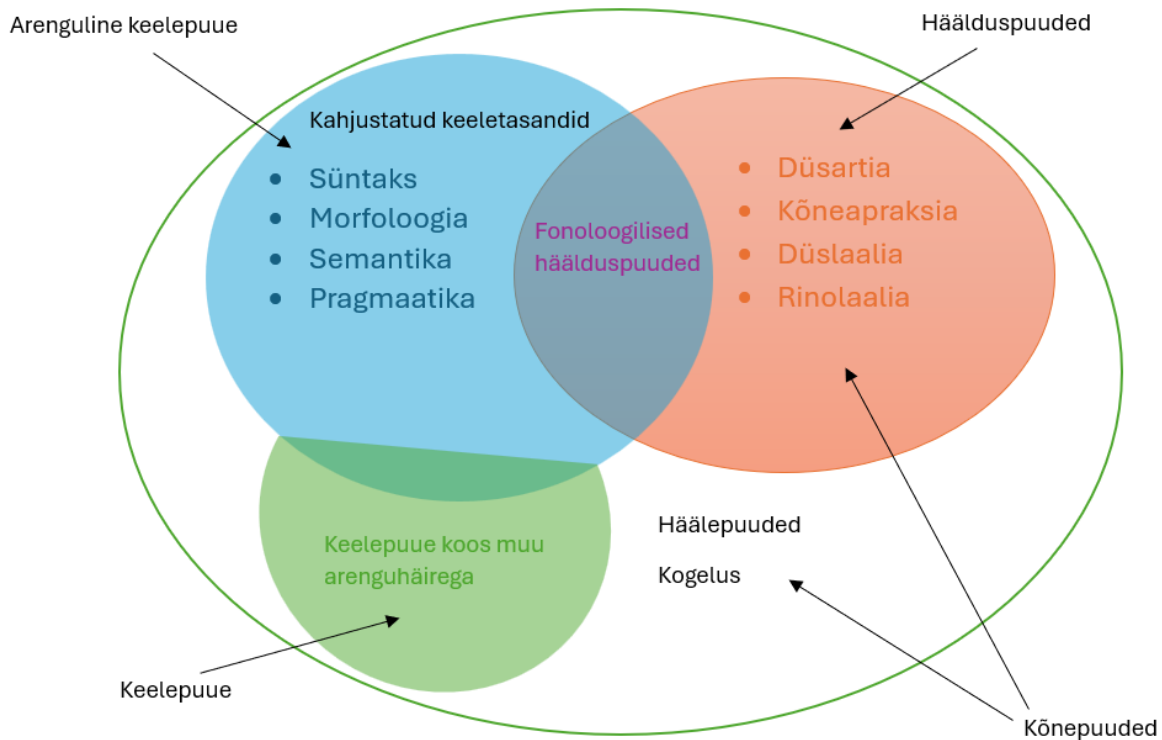 Arenguline keelepuue
Häälduspuuded
Kahjustatud keeletasandid
• Süntaks
• Morfoloogia
• Semantika
• Pragmaatika
Fonoloogilised
häälduspuuded
• Düsartia
• Kõneapraksia
• Düslaalia
• Rinolaalia
Keelepuue koos muu
arenguhäirega
Häälepuuded
Kogelus
Keelepuue
Kõnepuuded